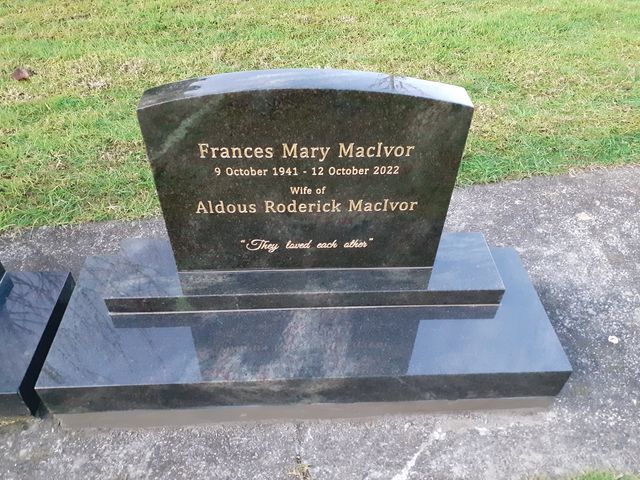 Frances Mary MacIvor
9 October 1941 - 12 October 2022
Wife of
Aldous Roderick MacIvor
"They loved each other"